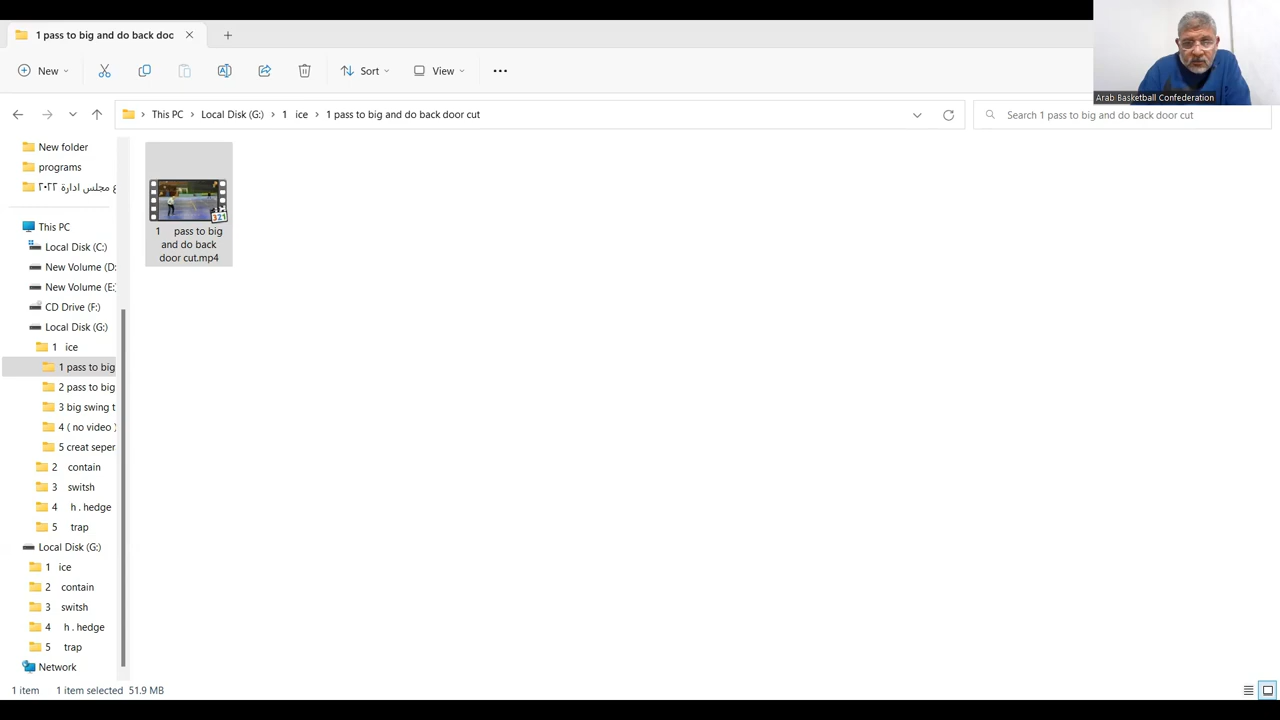 1 pass to big and do back doc
New
Sort
View
This PC
Local Disk (G:)
1 ice
1 pass to big and do back door cut
Search 1 pass to big and do back door cut
Arab Basketball Confederation
New folder
programs
ع مجلس ادارة ٢٠٢٢
This PC
Local Disk (C:)
New Volume (D:
New Volume (E:
CD Drive (F:)
Local Disk (G:)
1 ice
1 pass to big
2 pass to big
3 big swing t
4 ( no video )
5 creat seper
2 contain
3 switsh
4 h . hedge
5 trap
Local Disk (G:)
1 ice
2 contain
3 switsh
4 h . hedge
5 trap
Network
321
1 pass to big
and do back
door cut.mp4
1 item
1 item selected 51.9 MB